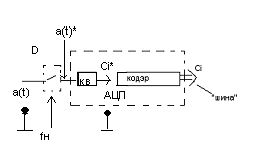 a(t)*
D
Ci*
Ci
a(t)
КВ
кодэр
АЦП
"шина"
fн